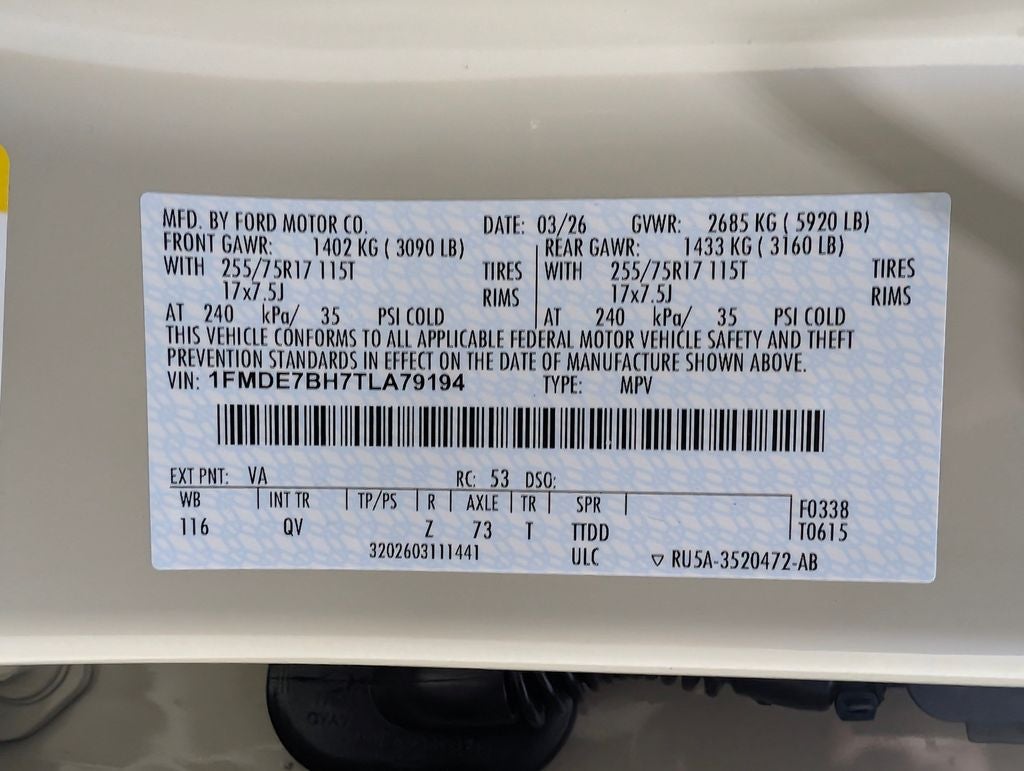 MFD. BY FORD MOTOR CO. DATE: 03/26 GVWR: 2685 KG ( 5920 LB)
FRONT GAWR: 1402 KG ( 3090 LB) REAR GAWR: 1433 KG ( 3160 LB)
WITH 255/75R17 115T TIRES WITH 255/75R17 115T TIRES
17x7.5J RIMS 17x7.5J RIMS
AT 240 kPa/ 35 PSI COLD AT 240 kPa/ 35 PSI COLD
THIS VEHICLE CONFORMS TO ALL APPLICABLE FEDERAL MOTOR VEHICLE SAFETY AND THEFT
PREVENTION STANDARDS IN EFFECT ON THE DATE OF MANUFACTURE SHOWN ABOVE.
VIN: 1FMDE7BH7TLA79194 TYPE: MPV
EXT PNT: VA RC: 53 DSO:
WB INT TR TP/PS R AXLE TR SPR F0338
116 QV Z 73 T TTDD T0615
3202603111441 ULC ▽ RU5A-3520472-AB